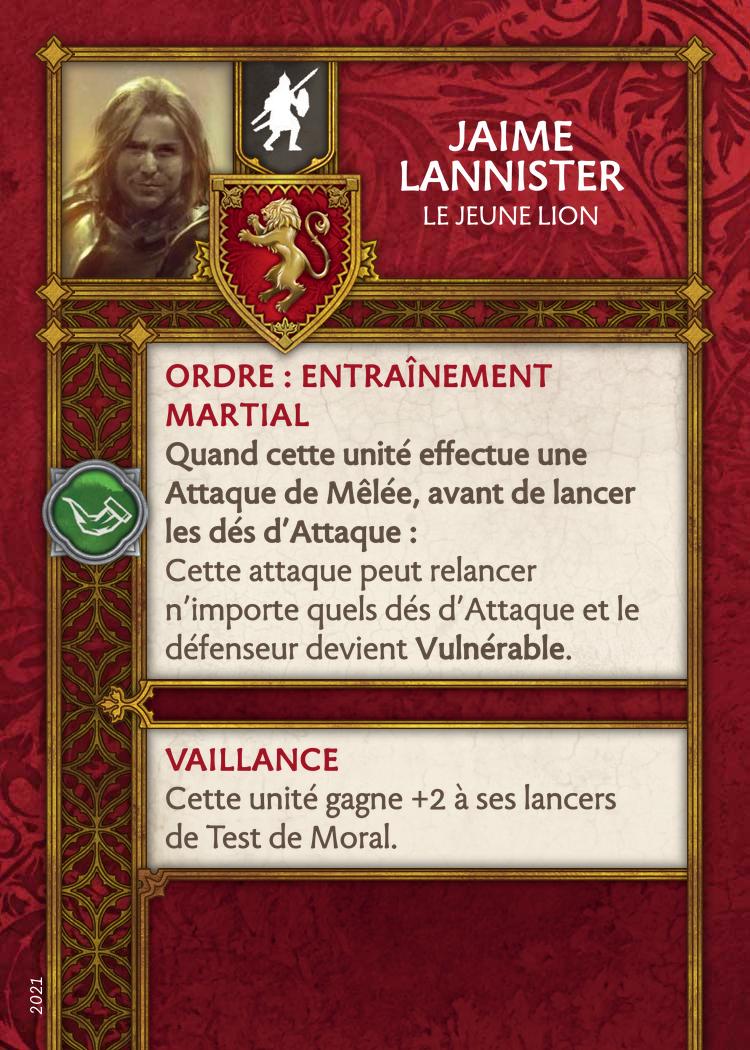 JAIME
LANNISTER
LE JEUNE LION
ORDRE : ENTRAÎNEMENT
MARTIAL
Quand cette unité effectue une
Attaque de Mêlée, avant de lancer
les dés d’Attaque :
Cette attaque peut relancer
n’importe quels dés d’Attaque et le
défenseur devient Vulnérable.
VAILLANCE
Cette unité gagne +2 à ses lancers
de Test de Moral.
2021